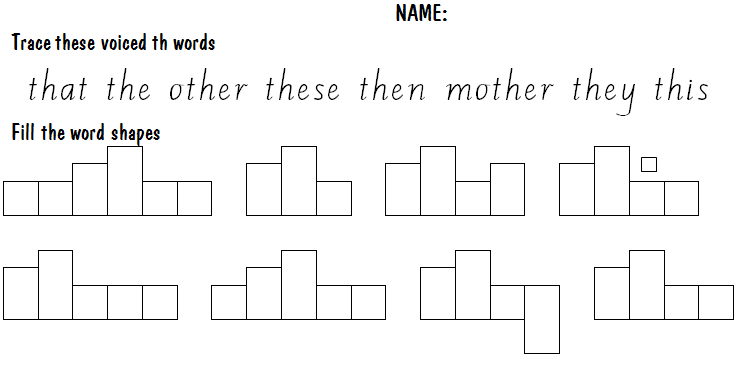 NAME:
Trace these voiced th words
that the other these then mother they this
Fill the word shapes